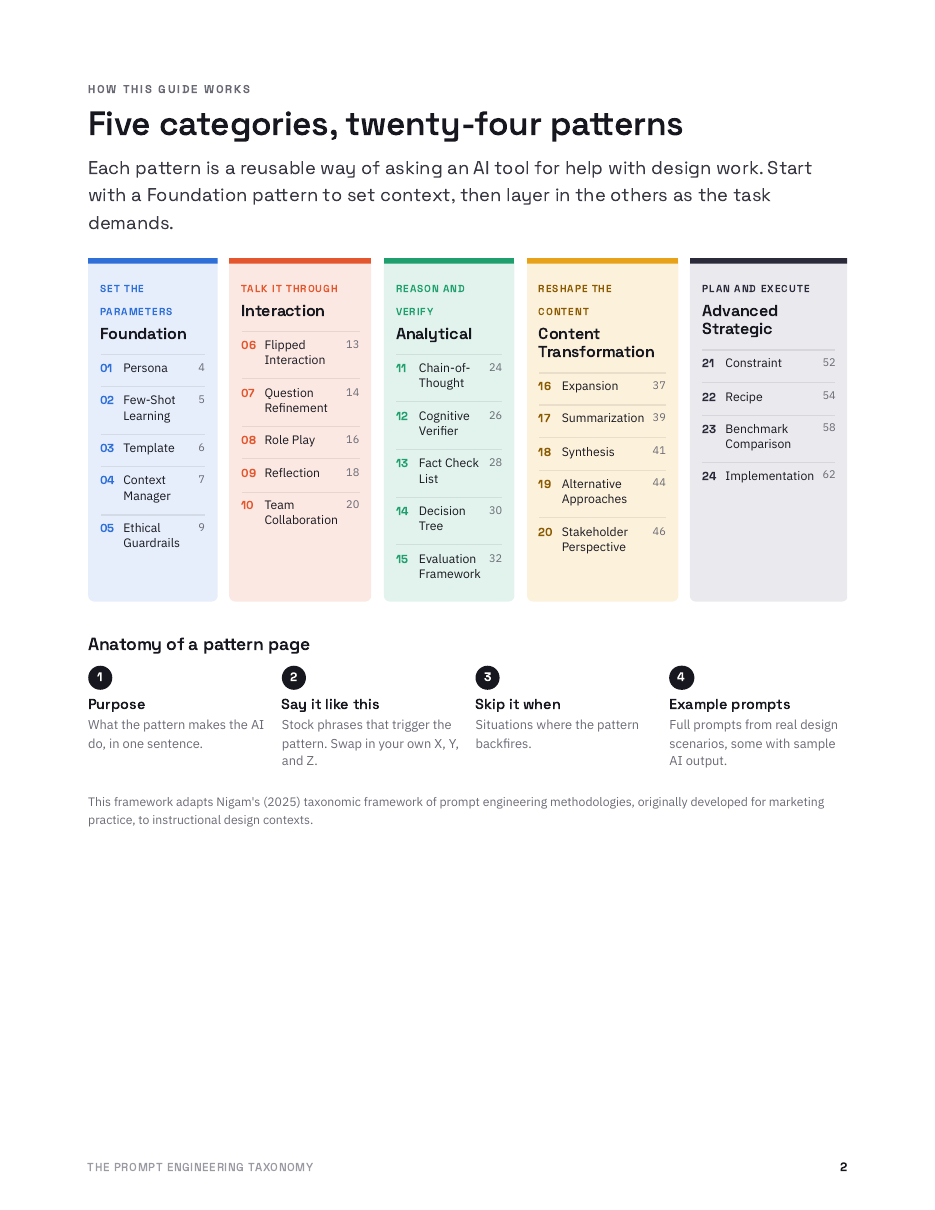 HOW THIS GUIDE WORKS
Five categories, twenty-four patterns
Each pattern is a reusable way of asking an AI tool for help with design work. Start
with a Foundation pattern to set context, then layer in the others as the task
demands.
SET THE
PARAMETERS
Foundation
01 Persona 4
02 Few-Shot 5
Learning
03 Template 6
04 Context 7
Manager
05 Ethical 9
Guardrails
TALK IT THROUGH
Interaction
06 Flipped 13
Interaction
07 Question 14
Refinement
08 Role Play 16
09 Reflection 18
10 Team 20
Collaboration
REASON AND
VERIFY
Analytical
11 Chain-of- 24
Thought
12 Cognitive 26
Verifier
13 Fact Check 28
List
14 Decision 30
Tree
15 Evaluation 32
Framework
RESHAPE THE
CONTENT
Content
Transformation
16 Expansion 37
17 Summarization 39
18 Synthesis 41
19 Alternative 44
Approaches
20 Stakeholder 46
Perspective
PLAN AND EXECUTE
Advanced
Strategic
21 Constraint 52
22 Recipe 54
23 Benchmark 58
Comparison
24 Implementation 62
Anatomy of a pattern page
1
Purpose
What the pattern makes the AI
do, in one sentence.
2
Say it like this
Stock phrases that trigger the
pattern. Swap in your own X, Y,
and Z.
3
Skip it when
Situations where the pattern
backfires.
4
Example prompts
Full prompts from real design
scenarios, some with sample
AI output.
This framework adapts Nigam's (2025) taxonomic framework of prompt engineering methodologies, originally developed for marketing
practice, to instructional design contexts.
THE PROMPT ENGINEERING TAXONOMY 2